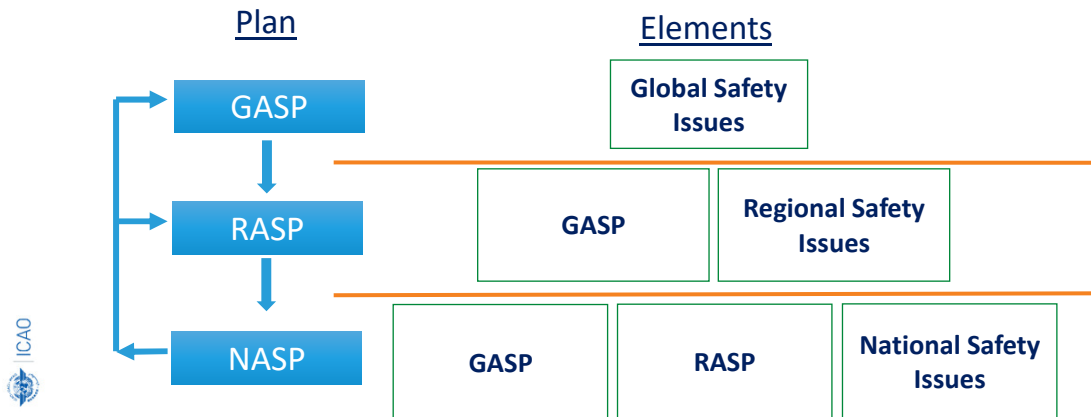 Plan
Elements
GASP
Global Safety
Issues
RASP
GASP
Regional Safety
Issues
NASP
GASP
RASP
National Safety
Issues
ICAO